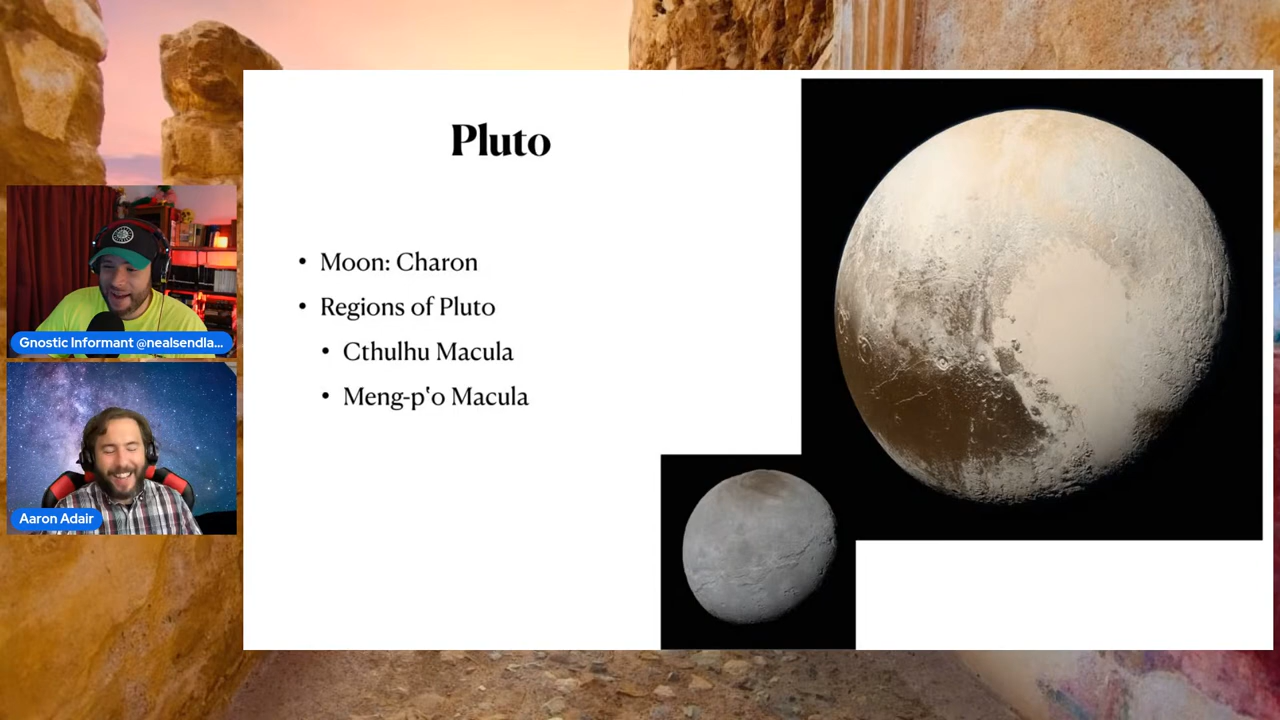 Pluto
• Moon: Charon
• Regions of Pluto
• Cthulhu Macula
• Meng-p‛o Macula
Gnostic Informant @nealsendla...
Aaron Adair